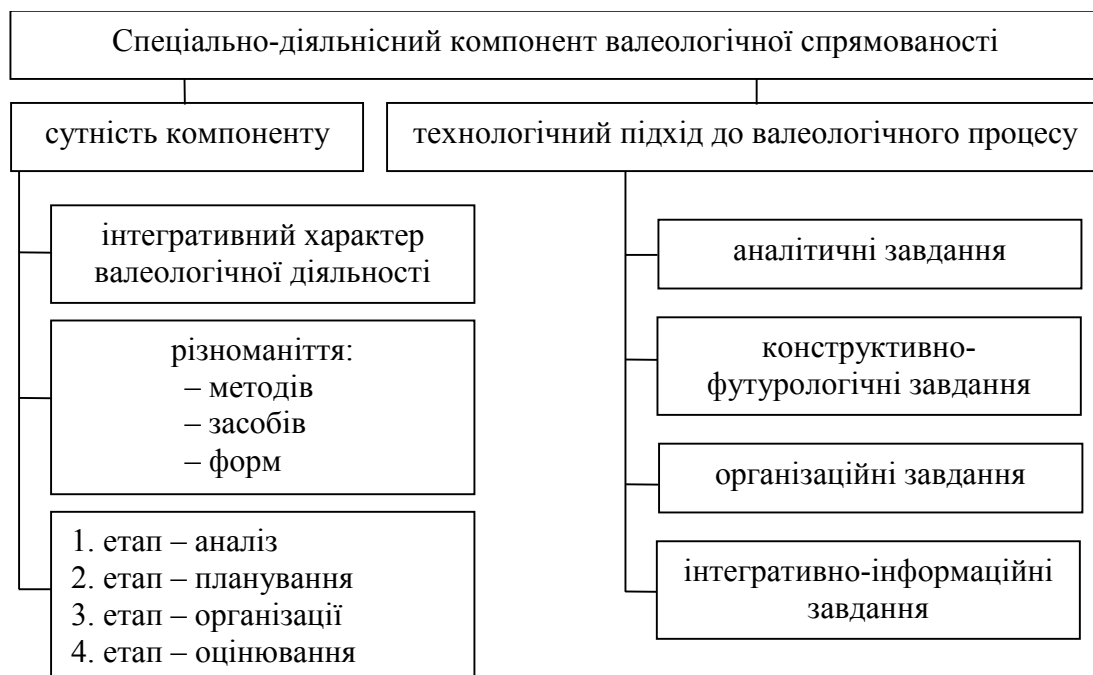 Спеціально-діяльнісний компонент валеологічної спрямованості
сутність компоненту
технологічний підхід до валеологічного процесу
інтегративний характер
валеологічної діяльності
різноманіття:
– методів
– засобів
– форм
1. етап – аналіз
2. етап – планування
3. етап – організації
4. етап – оцінювання
аналітичні завдання
конструктивно-
футурологічні завдання
організаційні завдання
інтегративно-інформаційні
завдання